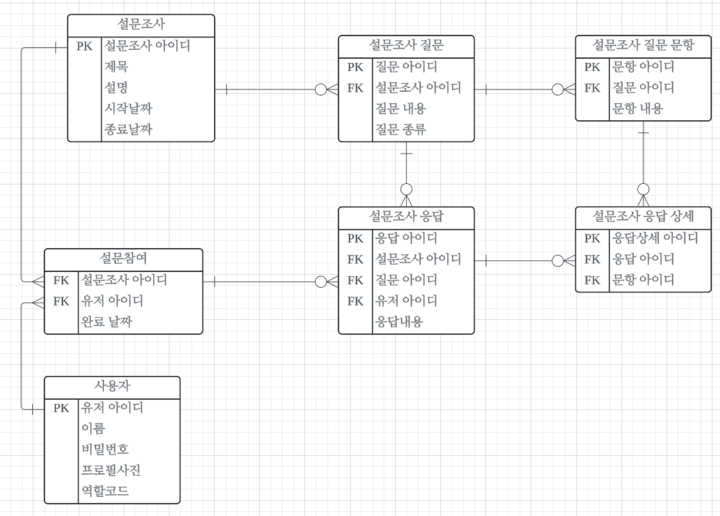 설문조사
PK 설문조사 아이디
제목
설명
시작날짜
종료날짜
설문조사 질문
PK 질문 아이디
FK 설문조사 아이디
질문 내용
질문 종류
설문조사 질문 문항
PK 문항 아이디
FK 질문 아이디
문항 내용
설문참여
FK 설문조사 아이디
FK 유저 아이디
완료 날짜
설문조사 응답
PK 응답 아이디
FK 설문조사 아이디
FK 질문 아이디
FK 유저 아이디
응답내용
설문조사 응답 상세
PK 응답상세 아이디
FK 응답 아이디
FK 문항 아이디
사용자
PK 유저 아이디
이름
비밀번호
프로필사진
역할코드